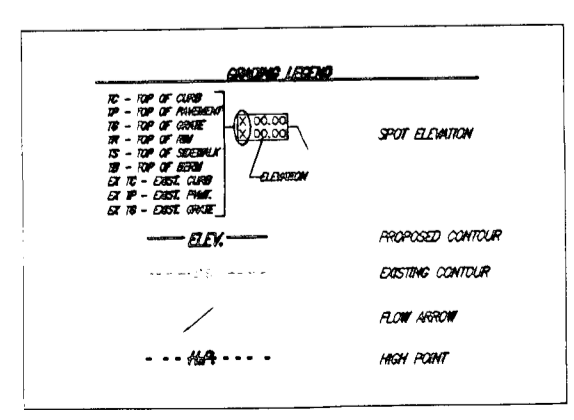 GRADING LEGEND
TC - TOP OF CURB
TP - TOP OF PAVEMENT
TG - TOP OF GRATE
TR - TOP OF RIM
TS - TOP OF SIDEWALK
TB - TOP OF BERM
EX TC - EXIST. CURB
EX TP - EXIST. PVMT.
EX TG - EXIST. GRATE
X 00.00
X 00.00
ELEVATION
SPOT ELEVATION
ELEV.
PROPOSED CONTOUR
EXISTING CONTOUR
FLOW ARROW
H.P.
HIGH POINT